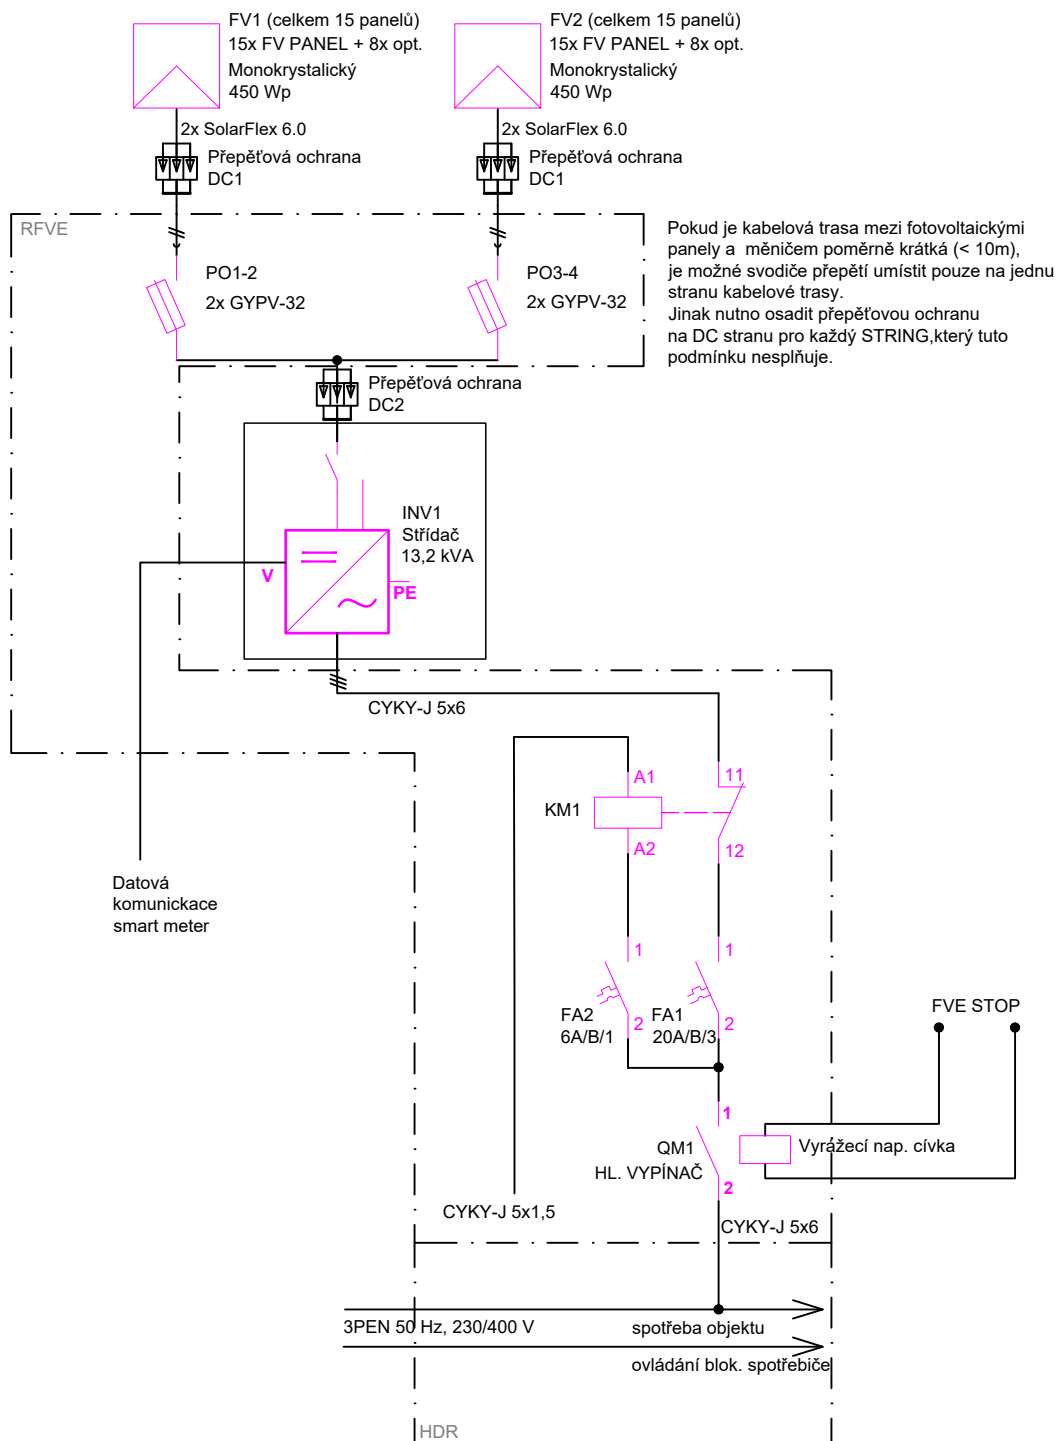 FV1 (celkem 15 panelů)
15x FV PANEL + 8x opt.
Monokrystalický
450 Wp
FV2 (celkem 15 panelů)
15x FV PANEL + 8x opt.
Monokrystalický
450 Wp
2x SolarFlex 6.0
2x SolarFlex 6.0
Přepěťová ochrana
DC1
Přepěťová ochrana
DC1
RFVE
Pokud je kabelová trasa mezi fotovoltaickými
panely a měničem poměrně krátká (< 10m),
je možné svodiče přepětí umístit pouze na jednu
stranu kabelové trasy.
Jinak nutno osadit přepěťovou ochranu
na DC stranu pro každý STRING,který tuto
podmínku nesplňuje.
PO1-2
2x GYPV-32
PO3-4
2x GYPV-32
Přepěťová ochrana
DC2
INV1
Střídač
13,2 kVA
V
PE
CYKY-J 5x6
A1
11
KM1
A2
12
Datová
komunickace
smart meter
1
1
FA2
6A/B/1
2
FA1
20A/B/3
2
FVE STOP
1
QM1
HL. VYPÍNAČ
2
Vyrážecí nap. cívka
CYKY-J 5x1,5
CYKY-J 5x6
3PEN 50 Hz, 230/400 V
spotřeba objektu
ovládání blok. spotřebiče
HDR